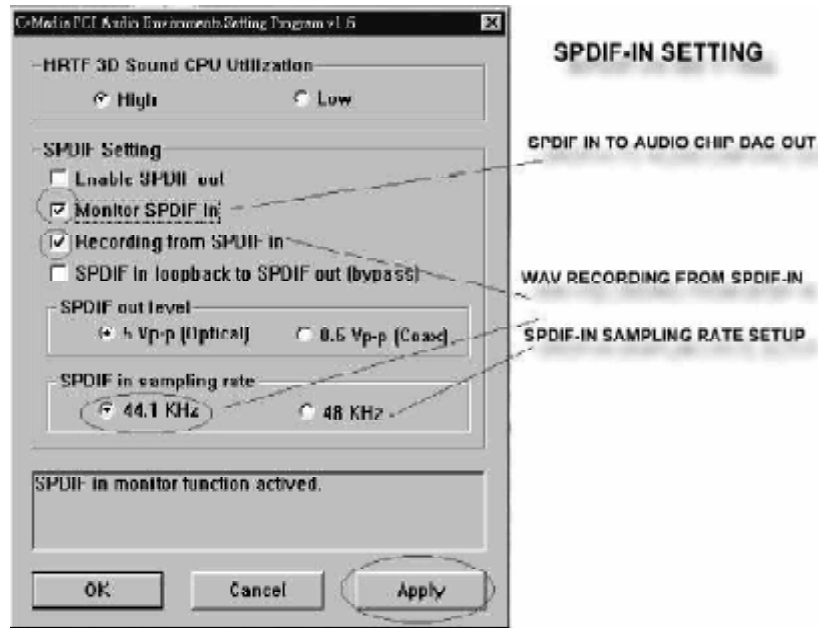 C-Media PCI Audio Environments Setting Program v1.6
HRTF 3D Sound CPU Utilization
High
Low
SPDIF Setting
Enable SPDIF out
Monitor SPDIF in
Recording from SPDIF in
SPDIF in loopback to SPDIF out (bypass)
SPDIF out level
5 Vp-p (Optical)
0.5 Vp-p (Coax)
SPDIF in sampling rate
44.1 KHz
48 KHz
SPDIF in monitor function actived.
OK
Cancel
Apply
SPDIF-IN SETTING
SPDIF IN TO AUDIO CHIP DAC OUT
WAV RECORDING FROM SPDIF-IN
SPDIF-IN SAMPLING RATE SETUP